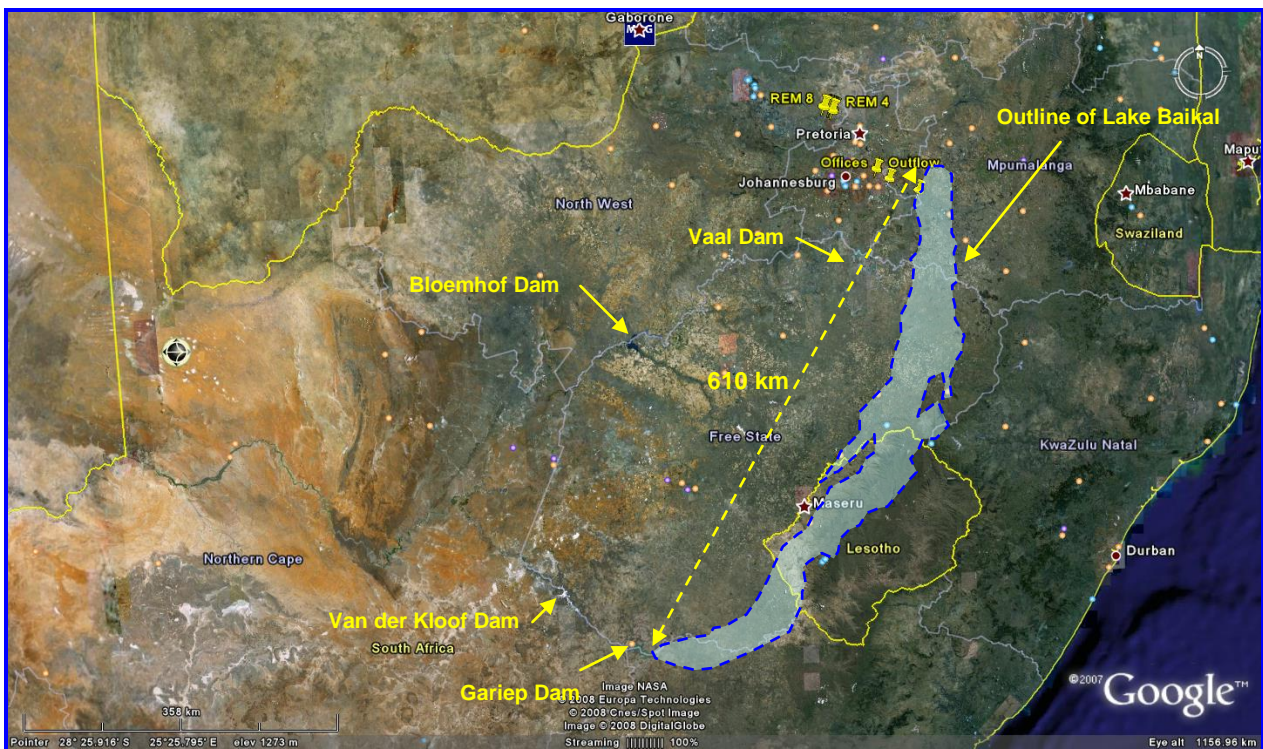 Gaborone
REM 8
REM 4
Outline of Lake Baikal
Pretoria
Offices
Outflow
Mpumalanga
Johannesburg
Mbabane
North West
Swaziland
Vaal Dam
Bloemhof Dam
610 km
Free State
KwaZulu Natal
Maseru
Durban
Lesotho
Northern Cape
Van der Kloof Dam
South Africa
Gariep Dam
Image NASA
© 2008 Europa Technologies
© 2008 Cnes/Spot Image
Image © 2008 DigitalGlobe
©2007 Google™
358 km
Pointer 28° 25.916' S 25°25.795' E elev 1273 m
Streaming |||||||||| 100%
Eye alt 1156.96 km
N